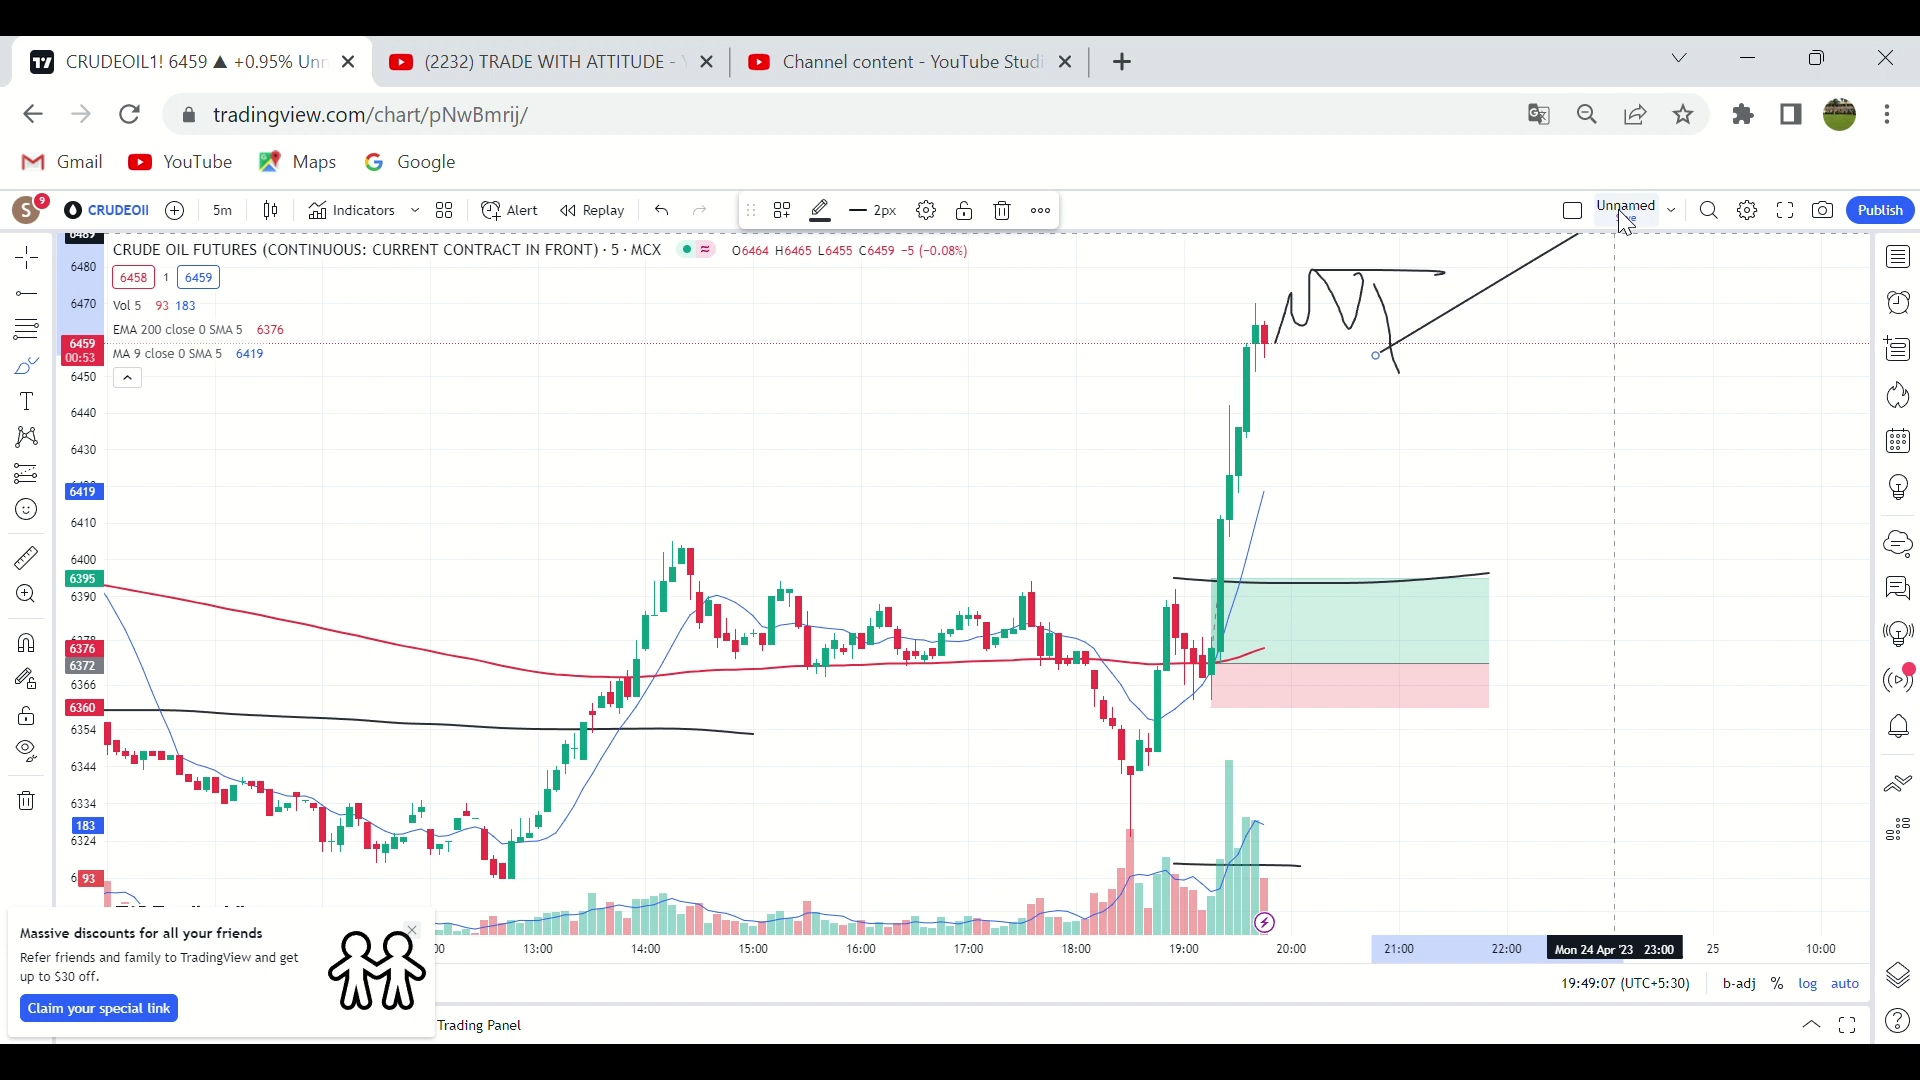 CRUDEOIL1! 6459 ▲ +0.95% Unn
(2232) TRADE WITH ATTITUDE -
Channel content - YouTube Studi
tradingview.com/chart/pNwBmrij/
Gmail YouTube Maps Google
S 9 CRUDEOIl 5m Indicators Alert Replay 2px Unnamed Save Publish
CRUDE OIL FUTURES (CONTINUOUS: CURRENT CONTRACT IN FRONT) · 5 · MCX O6464 H6465 L6455 C6459 −5 (−0.08%)
6458 1 6459
Vol 5 93 183
EMA 200 close 0 SMA 5 6376
MA 9 close 0 SMA 5 6419
6480
6470
6459
00:53
6450
6440
6430
6419
6410
6400
6395
6390
6376
6372
6366
6360
6354
6344
6334
183
6324
93
13:00 14:00 15:00 16:00 17:00 18:00 19:00 20:00 21:00 22:00 Mon 24 Apr '23 23:00 25 10:00
Massive discounts for all your friends
Refer friends and family to TradingView and get
up to $30 off.
Claim your special link
19:49:07 (UTC+5:30) b-adj % log auto
Trading Panel